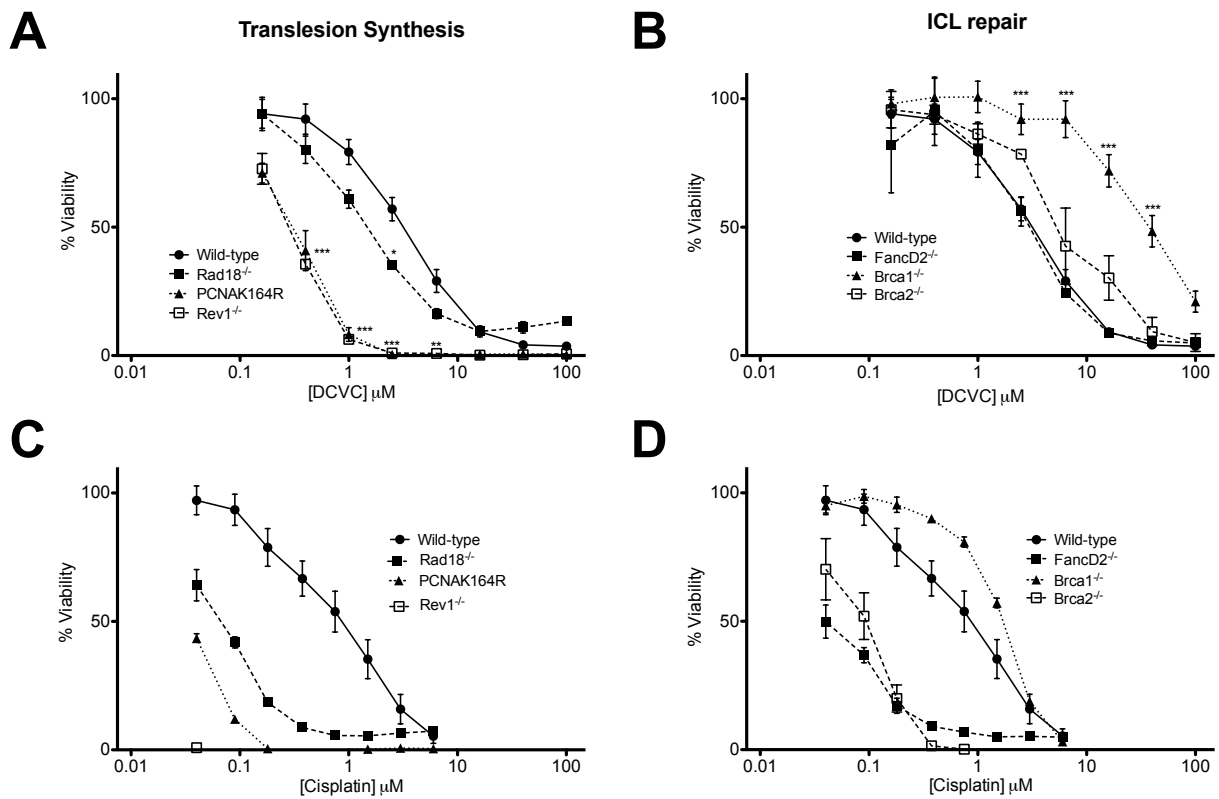 A
Translesion Synthesis
100
50
0
% Viability
Wild-type
Rad18-/-
PCNAK164R
Rev1-/-
*
***
***
***
**
0.01 0.1 1 10 100
[DCVC] μM
B
ICL repair
100
50
0
% Viability
*** ***
***
***
Wild-type
FancD2-/-
Brca1-/-
Brca2-/-
0.01 0.1 1 10 100
[DCVC] μM
C
100
50
0
% Viability
Wild-type
Rad18-/-
PCNAK164R
Rev1-/-
0.01 0.1 1 10 100
[Cisplatin] μM
D
100
50
0
% Viability
Wild-type
FancD2-/-
Brca1-/-
Brca2-/-
0.01 0.1 1 10 100
[Cisplatin] μM